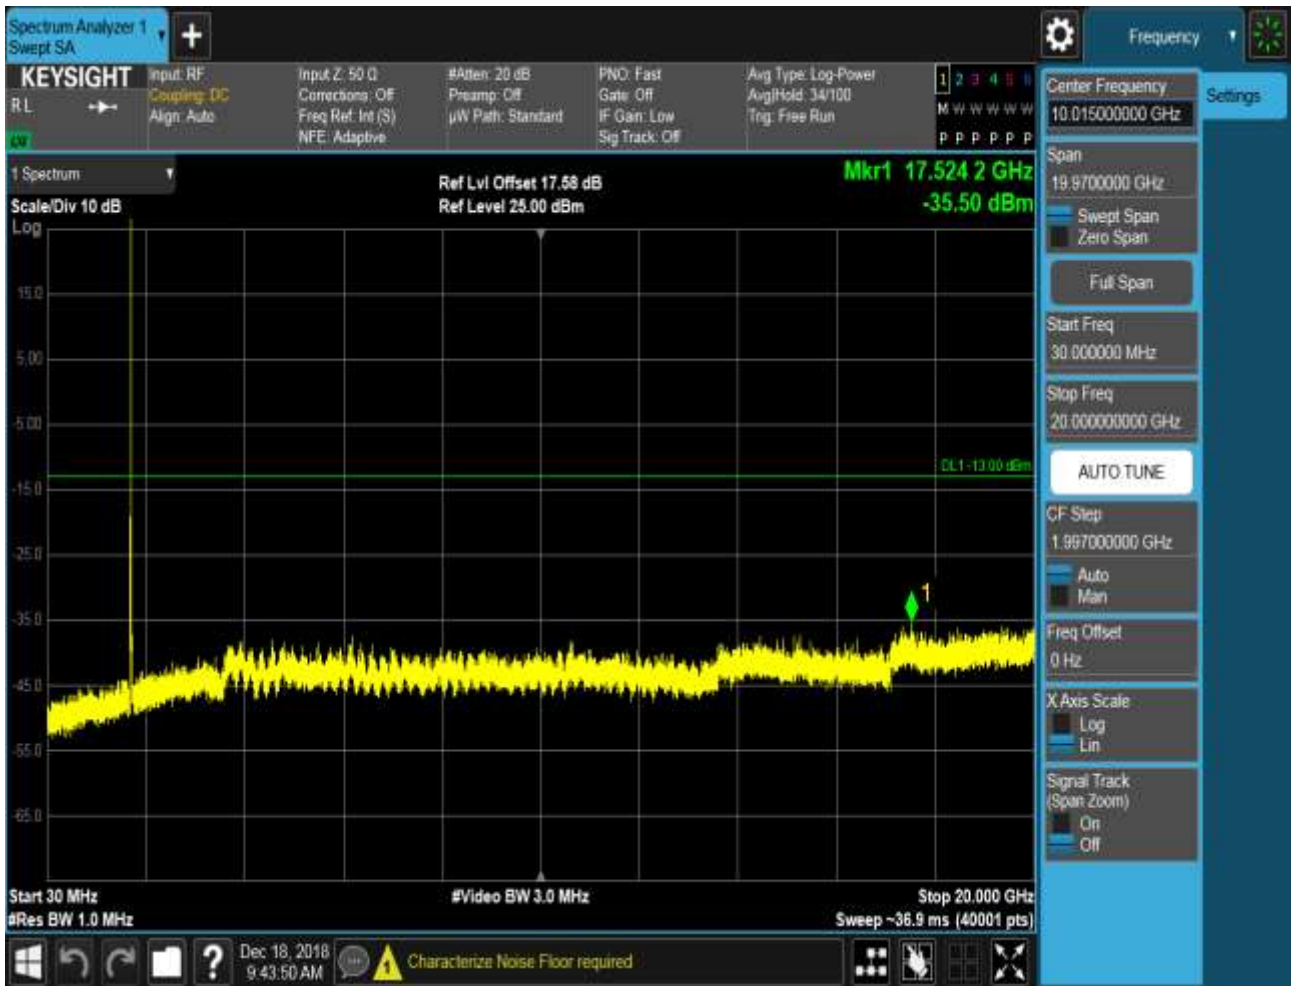 Spectrum Analyzer 1
Swept SA
+
Frequency
KEYSIGHT
RL
Input: RF
Coupling: DC
Align: Auto
Input Z: 50 Ω
Corrections: Off
Freq Ref: Int (S)
NFE: Adaptive
#Atten: 20 dB
Preamp: Off
µW Path: Standard
PNO: Fast
Gate: Off
IF Gain: Low
Sig Track: Off
Avg Type: Log-Power
Avg|Hold: 34/100
Trig: Free Run
1 2 3 4 5 6
M W W W W W
P P P P P P
1 Spectrum
Scale/Div 10 dB
Log
Ref Lvl Offset 17.58 dB
Ref Level 25.00 dBm
Mkr1 17.524 2 GHz
-35.50 dBm
15.0
5.00
-5.00
DL1 -13.00 dBm
-15.0
-25.0
1
-35.0
-45.0
-55.0
-65.0
Start 30 MHz
#Video BW 3.0 MHz
Stop 20.000 GHz
#Res BW 1.0 MHz
Sweep ~36.9 ms (40001 pts)
Center Frequency
10.015000000 GHz
Settings
Span
19.9700000 GHz
Swept Span
Zero Span
Full Span
Start Freq
30.000000 MHz
Stop Freq
20.000000000 GHz
AUTO TUNE
CF Step
1.997000000 GHz
Auto
Man
Freq Offset
0 Hz
X Axis Scale
Log
Lin
Signal Track
(Span Zoom)
On
Off
?
Dec 18, 2018
9:43:50 AM
1
Characterize Noise Floor required